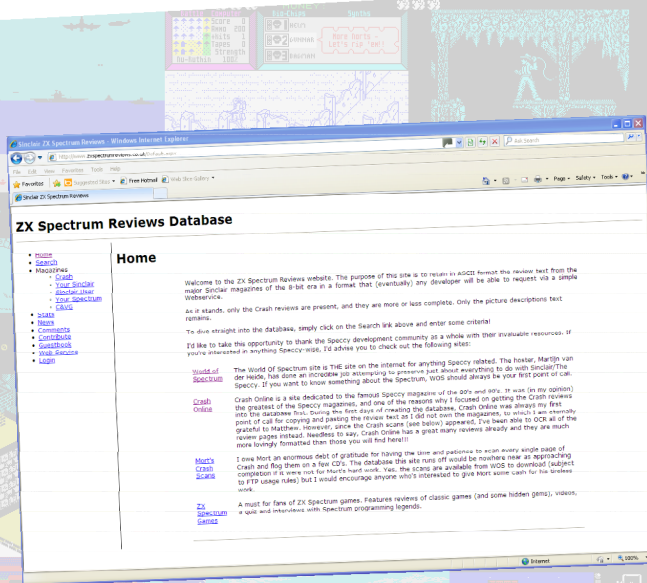 Score 0
Ammo 200
Hits 1
Tapes 0
Strength
More Darts -
LET'S rip 'EM!
Sinclair ZX Spectrum Reviews - Windows Internet Explorer
Ask Search
File Edit View Favorites Tools Help
Favorites Suggested Sites Free Hotmail Web Slice Gallery
Sinclair ZX Spectrum Reviews
Page Safety Tools
ZX Spectrum Reviews Database
Home
Search
Magazines
Crash
Your Sinclair
Sinclair User
Your Spectrum
C&VG
Stats
News
Comments
Contribute
Guestbook
Web Service
Login
Home
Welcome to the ZX Spectrum Reviews website. The purpose of this site is to retain in ASCII format the review text from the
major Sinclair magazines of the 8-bit era in a format that (eventually) any developer will be able to request via a simple
Webservice.
As it stands, only the Crash reviews are present, and they are more or less complete. Only the picture descriptions text
remains.
To dive straight into the database, simply click on the Search link above and enter some criteria!
I'd like to take this opportunity to thank the Speccy development community as a whole with their invaluable resources. If
you're interested in anything Speccy-wise, I'd advise you to check out the following sites:
World of
Spectrum
The World Of Spectrum site is THE site on the internet for anything Speccy related. The hoster, Martijn van
der Heide, has done an incredible job attempting to preserve just about everything to do with Sinclair/The
Speccy. If you want to know something about the Spectrum, WOS should always be your first point of call.
Crash
Online
Crash Online is a site dedicated to the famous Speccy magazine of the 80's and 90's. It was (in my opinion)
the greatest of the Speccy magazines, and one of the reasons why I focused on getting the Crash reviews
into the database first. During the first days of creating the database, Crash Online was always my first
point of call for copying and pasting the review text as I did not own the magazines, to which I am eternally
grateful to Matthew. However, since the Crash scans (see below) appeared, I've been able to OCR all of the
review pages instead. Needless to say, Crash Online has a great many reviews already and they are much
more lovingly formatted than those you will find here!!!
Mort's
Crash
Scans
I owe Mort an enormous debt of gratitude for having the time and patience to scan every single page of
Crash and flog them on a few CD's. The database this site runs off would be nowhere near as approaching
completion if it were not for Mort's hard work. Yes, the scans are available from WOS to download (subject
to FTP usage rules) but I would encourage anyone who's interested to give Mort some cash for his tireless
work.
ZX
Spectrum
Games
A must for fans of ZX Spectrum games. Features reviews of classic games (and some hidden gems), videos,
a quiz and interviews with Spectrum programming legends.
Internet
100%